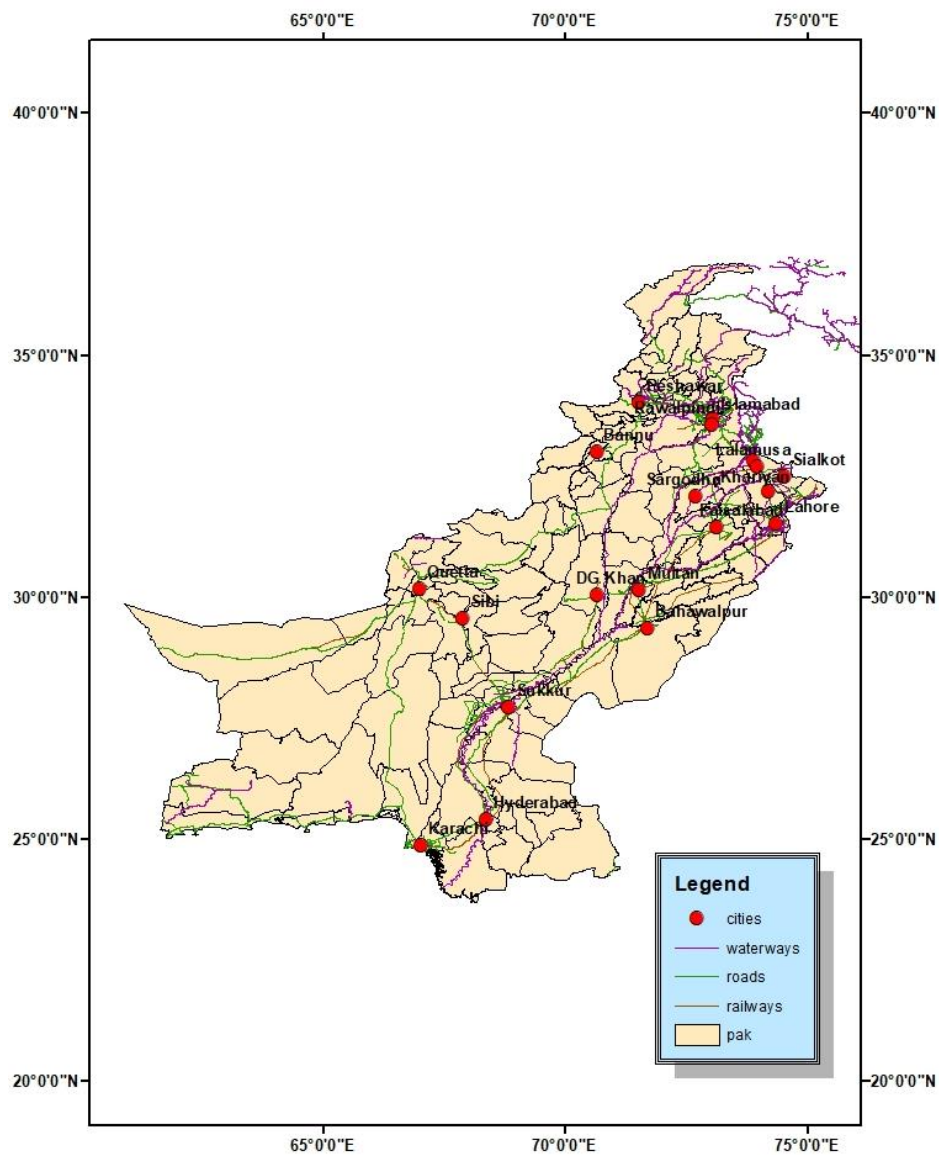 65°0'0"E 70°0'0"E 75°0'0"E
40°0'0"N 40°0'0"N
35°0'0"N 35°0'0"N
Peshawar
Rawalpindi Islamabad
Bannu
Lalamusa
Sialkot
Sargodha Khariyan
Faisalabad Lahore
Quetta
DG Khan Multan
30°0'0"N 30°0'0"N
Sibi
Bahawalpur
Sukkur
Hyderabad
25°0'0"N Karachi 25°0'0"N
Legend
cities
waterways
roads
railways
pak
20°0'0"N 20°0'0"N
65°0'0"E 70°0'0"E 75°0'0"E